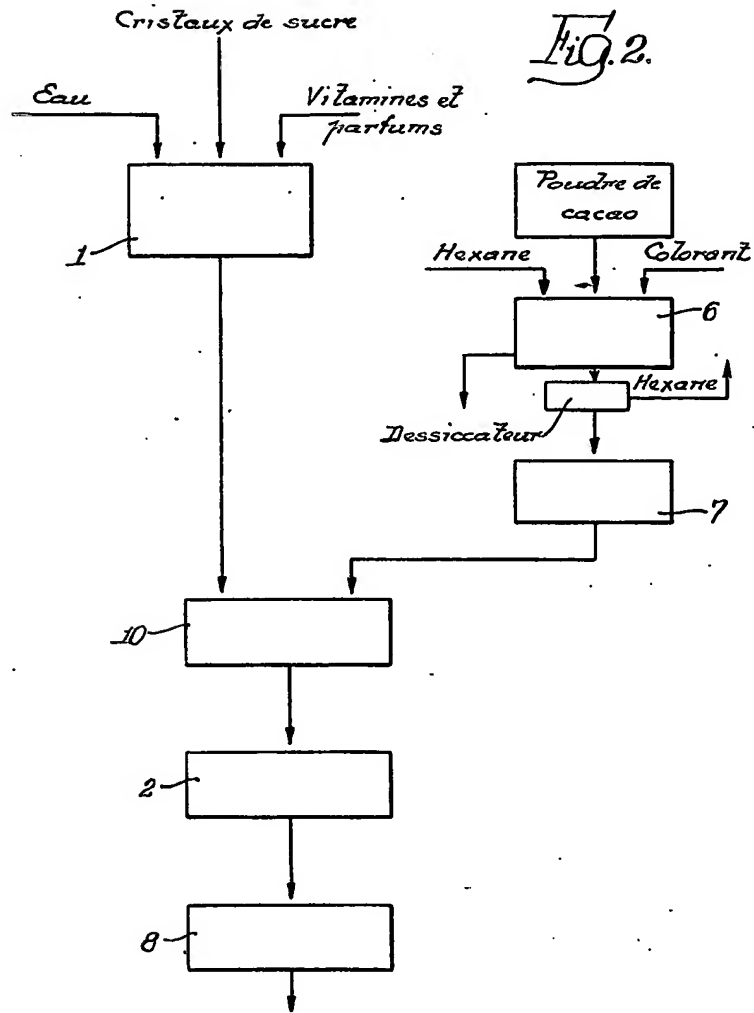 Cristaux de sucre
Fig. 2.
Eau
Vitamines et
parfums
Poudre de
cacao
1
Hexane
Colorant
6
Hexane
Dessiccateur
7
10
2
8